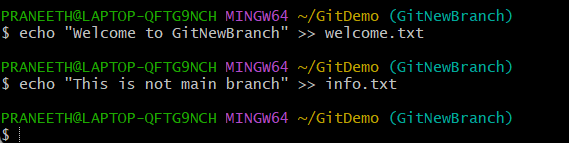 PRANEETH@LAPTOP-QFTG9NCH MINGW64 ~/GitDemo (GitNewBranch)
$ echo "Welcome to GitNewBranch" >> welcome.txt
PRANEETH@LAPTOP-QFTG9NCH MINGW64 ~/GitDemo (GitNewBranch)
$ echo "This is not main branch" >> info.txt
PRANEETH@LAPTOP-QFTG9NCH MINGW64 ~/GitDemo (GitNewBranch)
$